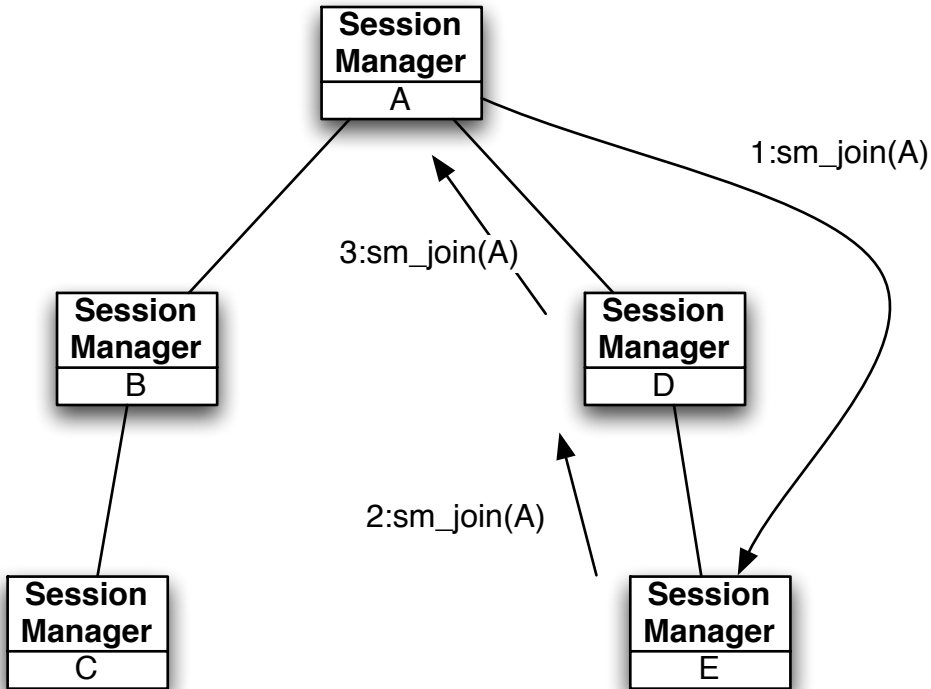 Session
Manager
A
1:sm_join(A)
3:sm_join(A)
Session
Manager
B
Session
Manager
D
2:sm_join(A)
Session
Manager
C
Session
Manager
E